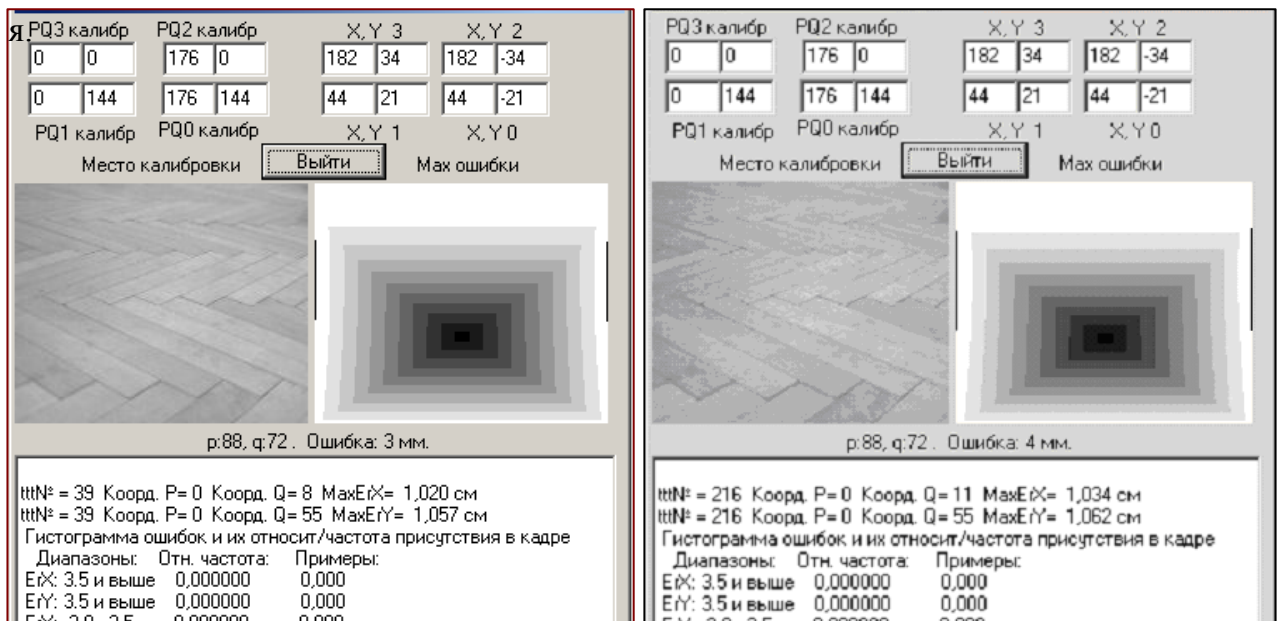 я.
PQ3 калибр PQ2 калибр X, Y 3 X, Y 2
0 0 176 0 182 34 182 -34
0 144 176 144 44 21 44 -21
PQ1 калибр PQ0 калибр X, Y 1 X, Y 0
Место калибровки Выйти Мах ошибки
p:88, q:72 . Ошибка: 3 мм.
tttNº = 39 Коорд. P= 0 Коорд. Q= 8 MaxErX= 1,020 см
tttNº = 39 Коорд. P= 0 Коорд. Q= 55 MaxErY= 1,057 см
Гистограмма ошибок и их относит/частота присутствия в кадре
Диапазоны: Отн. частота: Примеры:
ErX: 3.5 и выше 0,000000 0,000
ErY: 3.5 и выше 0,000000 0,000
PQ3 калибр PQ2 калибр X, Y 3 X, Y 2
0 0 176 0 182 34 182 -34
0 144 176 144 44 21 44 -21
PQ1 калибр PQ0 калибр X, Y 1 X, Y 0
Место калибровки Выйти Мах ошибки
p:88, q:72 . Ошибка: 4 мм.
tttNº = 216 Коорд. P= 0 Коорд. Q= 11 MaxErX= 1,034 см
tttNº = 216 Коорд. P= 0 Коорд. Q= 55 MaxErY= 1,062 см
Гистограмма ошибок и их относит/частота присутствия в кадре
Диапазоны: Отн. частота: Примеры:
ErX: 3.5 и выше 0,000000 0,000
ErY: 3.5 и выше 0,000000 0,000